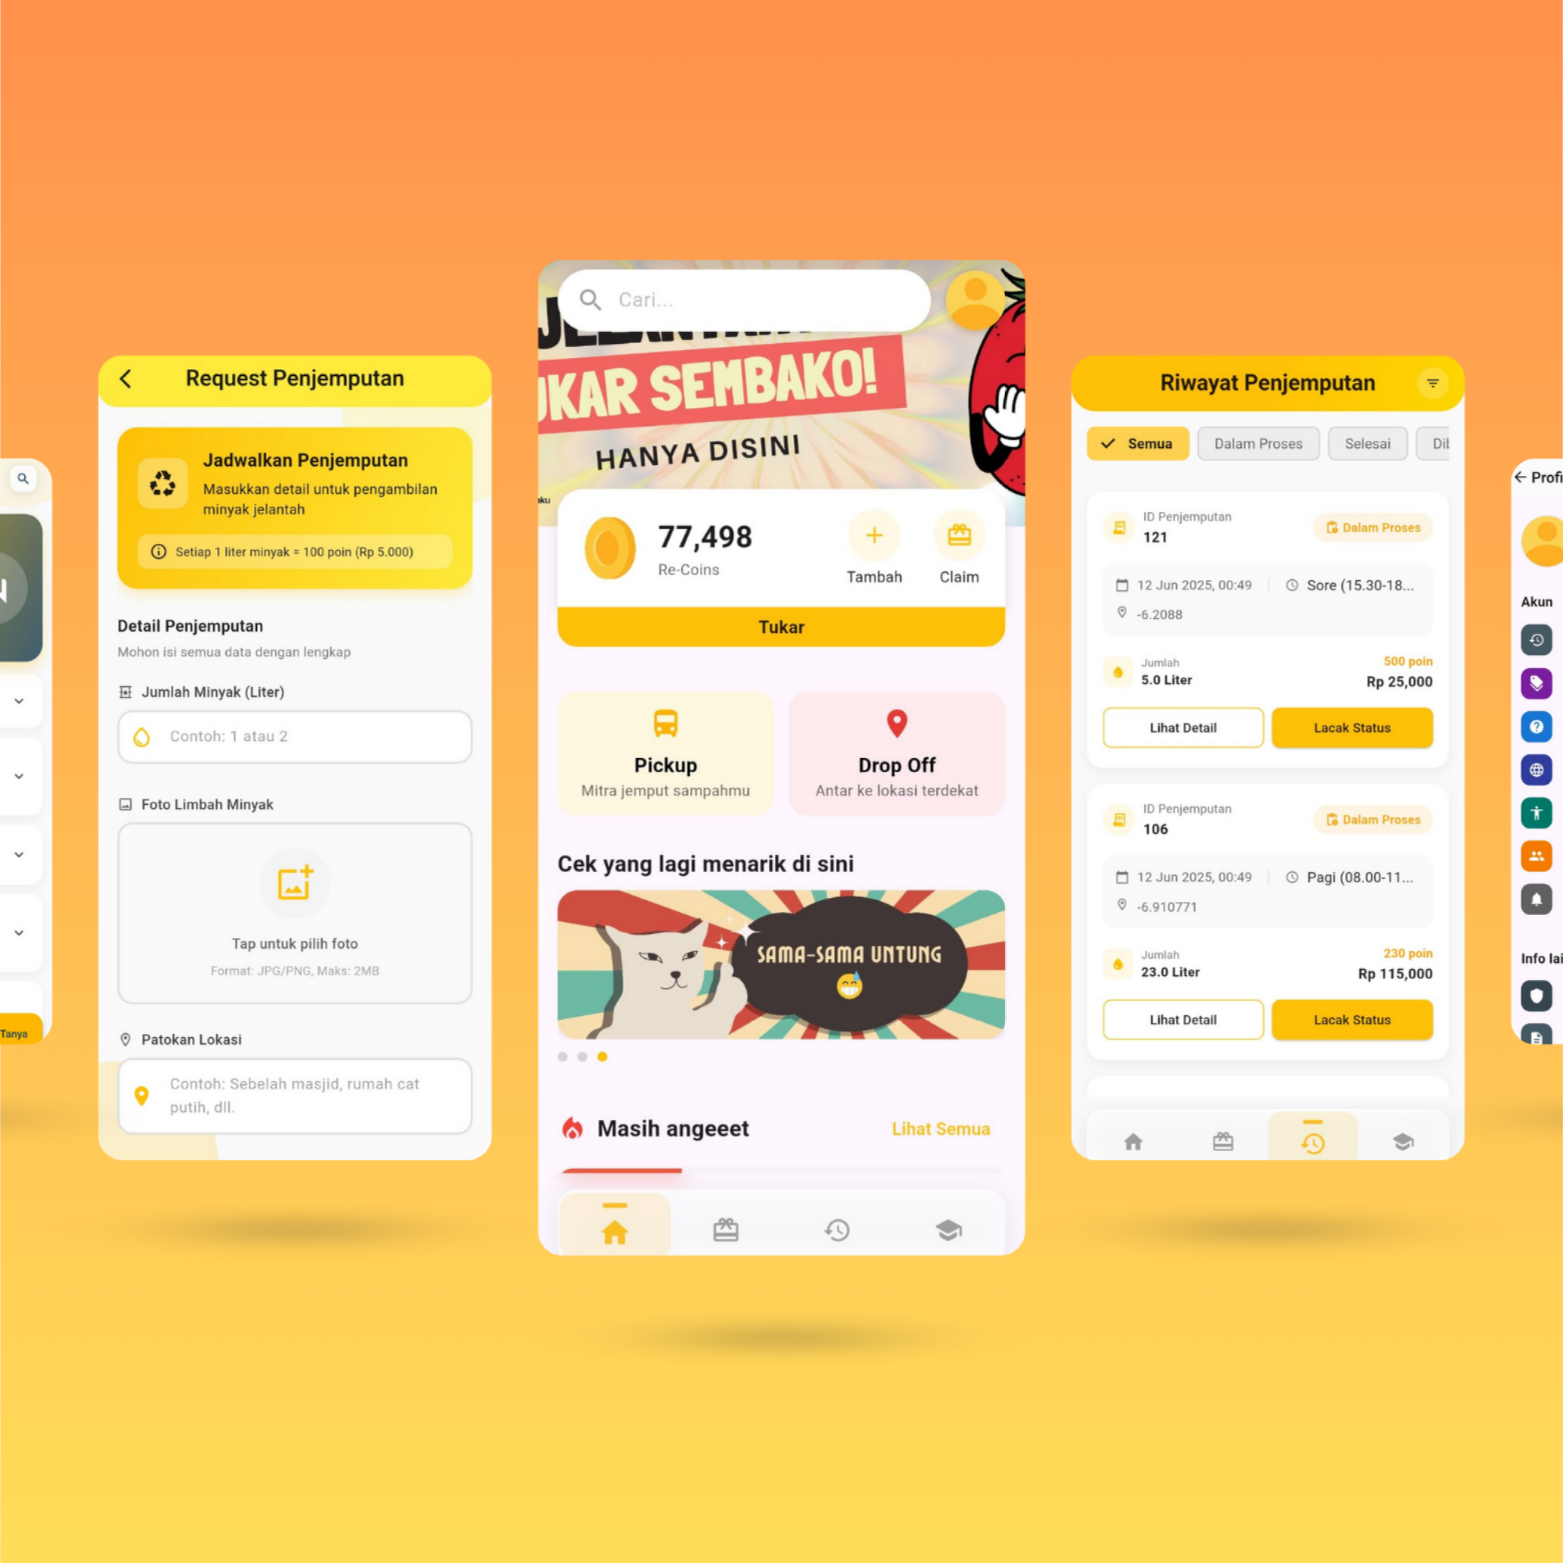 Tanya
Request Penjemputan
Jadwalkan Penjemputan
Masukkan detail untuk pengambilan
minyak jelantah
Setiap 1 liter minyak = 100 poin (Rp 5.000)
Detail Penjemputan
Mohon isi semua data dengan lengkap
Jumlah Minyak (Liter)
Contoh: 1 atau 2
Foto Limbah Minyak
Tap untuk pilih foto
Format: JPG/PNG, Maks: 2MB
Patokan Lokasi
Contoh: Sebelah masjid, rumah cat
putih, dll.
Cari...
UKAR SEMBAKO!
HANYA DISINI
77,498
Re-Coins
Tambah
Claim
Tukar
Pickup
Mitra jemput sampahmu
Drop Off
Antar ke lokasi terdekat
Cek yang lagi menarik di sini
SAMA-SAMA UNTUNG
Masih angeeet
Lihat Semua
Riwayat Penjemputan
Semua
Dalam Proses
Selesai
ID Penjemputan
121
Dalam Proses
12 Jun 2025, 00:49
Sore (15.30-18...
-6.2088
Jumlah
5.0 Liter
500 poin
Rp 25,000
Lihat Detail
Lacak Status
ID Penjemputan
106
Dalam Proses
12 Jun 2025, 00:49
Pagi (08.00-11...
-6.910771
Jumlah
23.0 Liter
230 poin
Rp 115,000
Lihat Detail
Lacak Status
Profi
Akun
Info lai